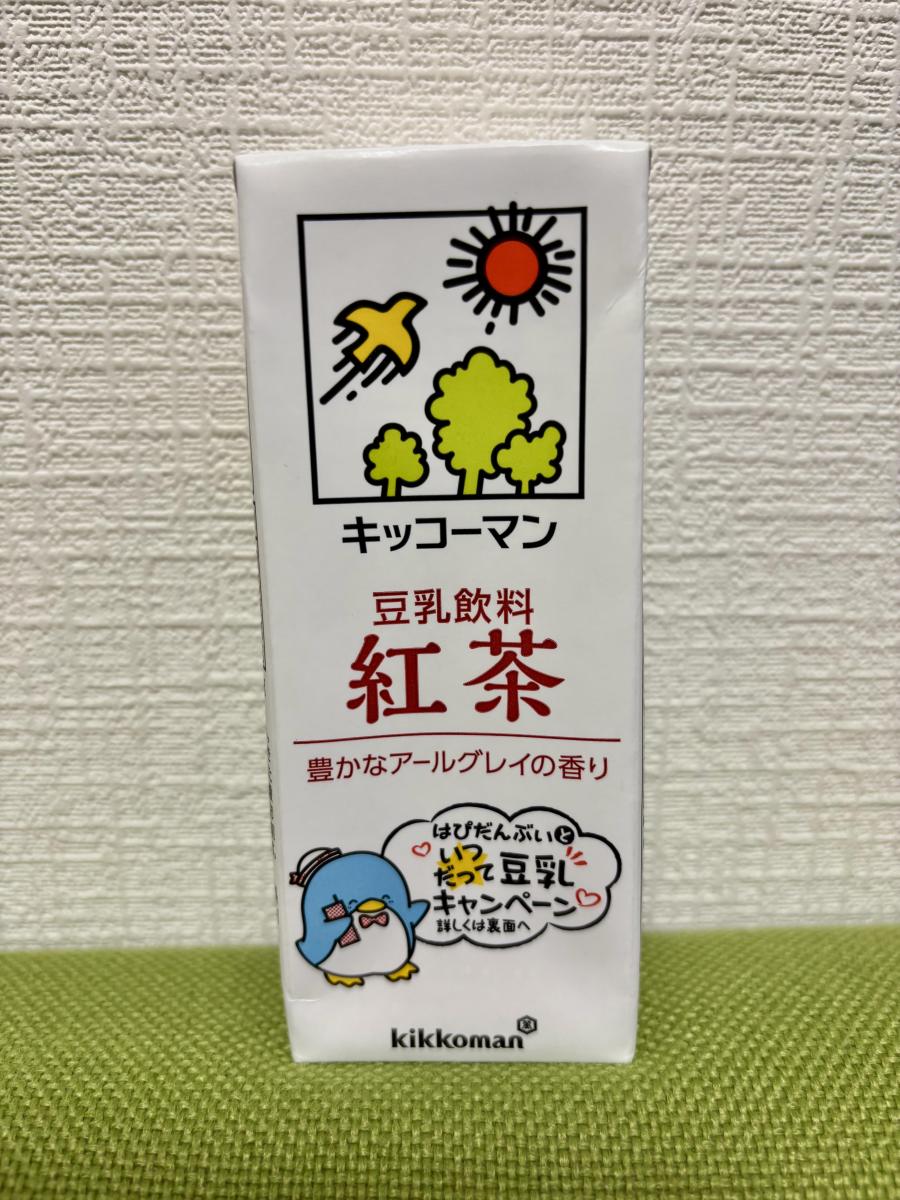 キッコーマン
豆乳飲料
紅茶
豊かなアールグレイの香り
はぴだんぶいと
いつ
だって豆乳
キャンペーン
詳しくは裏面へ
kikkoman